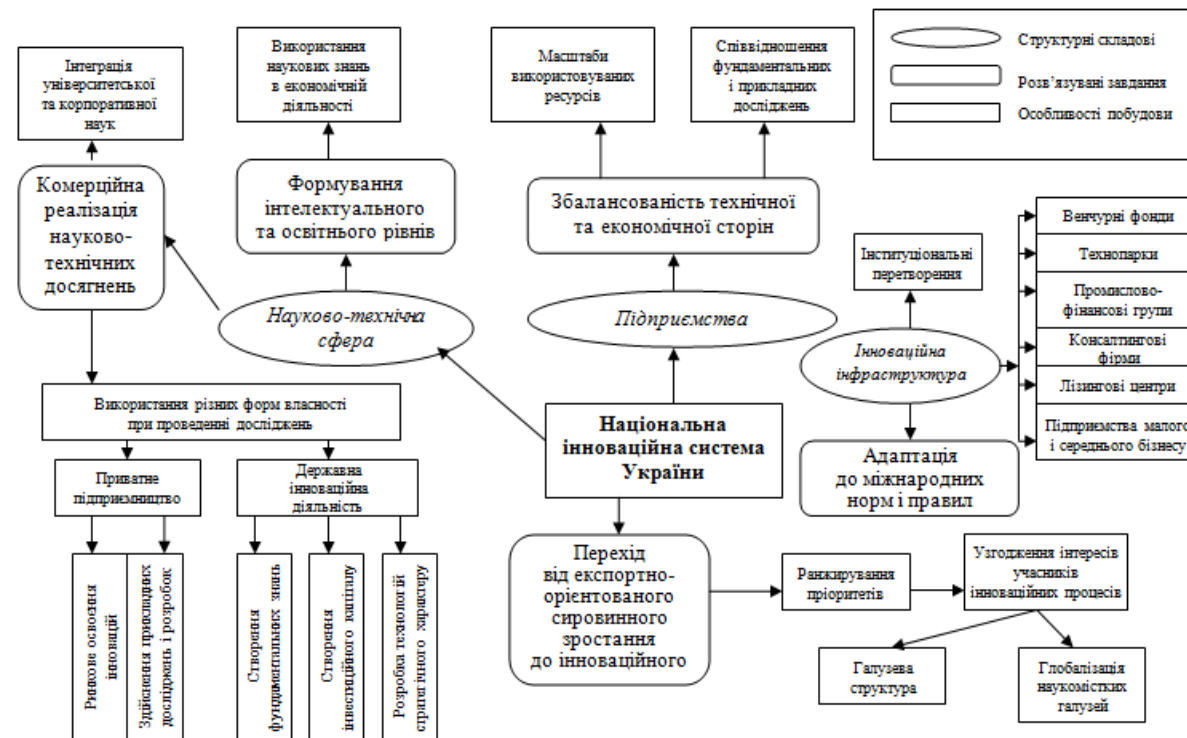 Інтеграція
університетської
та корпоративної
наук
Використання
наукових знань
в економічній
діяльності
Масштаби
використовуваних
ресурсів
Співвідношення
фундаментальних
і прикладних
досліджень
Структурні складові
Розв’язувані завдання
Особливості побудови
Комерційна
реалізація
науково-
технічних
досягнень
Формування
інтелектуального
та освітнього рівнів
Збалансованість технічної
та економічної сторін
Інституціональні
перетворення
Венчурні фонди
Технопарки
Промислово-
фінансові групи
Консалтингові
фірми
Лізингові центри
Підприємства малого
і середнього бізнесу
Науково-технічна
сфера
Підприємства
Інноваційна
інфраструктура
Використання різних форм власності
при проведенні досліджень
Національна
інноваційна система
України
Адаптація
до міжнародних
норм і правил
Приватне
підприємництво
Державна
інноваційна
діяльність
Ринкове освоєння
інновацій
Здійснення прикладних
досліджень і розробок
Створення
фундаментальних знань
Створення
інвестиційного капіталу
Розробка технологій
стратегічного характеру
Перехід
від експортно-
орієнтованого
сировинного
зростання
до інноваційного
Ранжирування
пріоритетів
Узгодження інтересів
учасників
інноваційних процесів
Галузева
структура
Глобалізація
наукомістких
галузей